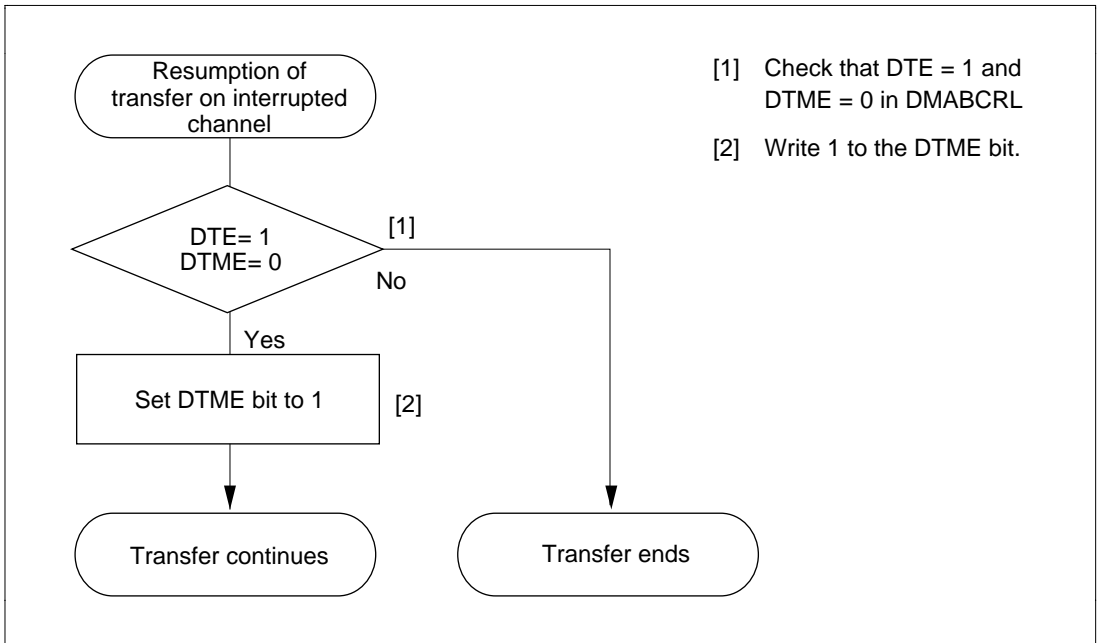 Resumption of
transfer on interrupted
channel
DTE= 1
DTME= 0
[1]
No
Yes
Set DTME bit to 1
[2]
Transfer continues
Transfer ends
[1] Check that DTE = 1 and
DTME = 0 in DMABCRL
[2] Write 1 to the DTME bit.